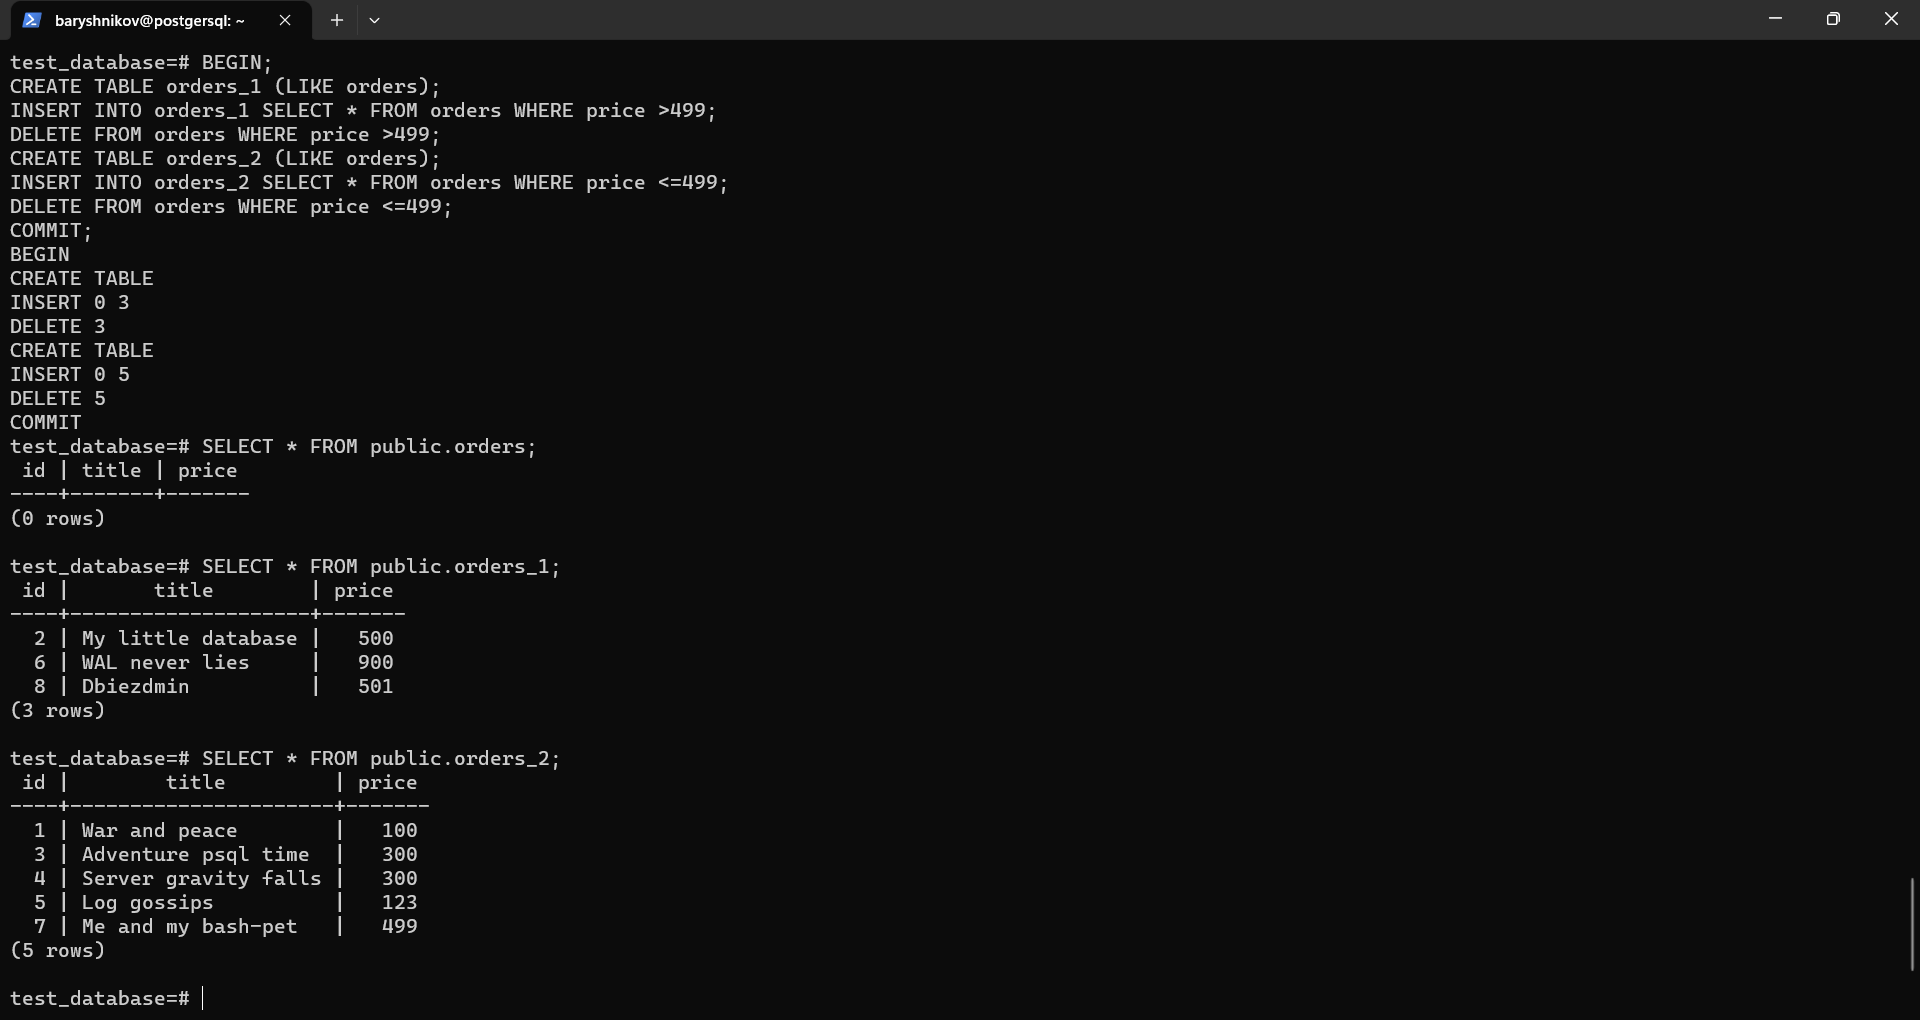 baryshnikov@postgersql: ~
test_database=# BEGIN;
CREATE TABLE orders_1 (LIKE orders);
INSERT INTO orders_1 SELECT * FROM orders WHERE price >499;
DELETE FROM orders WHERE price >499;
CREATE TABLE orders_2 (LIKE orders);
INSERT INTO orders_2 SELECT * FROM orders WHERE price <=499;
DELETE FROM orders WHERE price <=499;
COMMIT;
BEGIN
CREATE TABLE
INSERT 0 3
DELETE 3
CREATE TABLE
INSERT 0 5
DELETE 5
COMMIT
test_database=# SELECT * FROM public.orders;
 id | title | price
----+-------+-------
(0 rows)

test_database=# SELECT * FROM public.orders_1;
 id |       title        | price
----+--------------------+-------
  2 | My little database |   500
  6 | WAL never lies     |   900
  8 | Dbiezdmin          |   501
(3 rows)

test_database=# SELECT * FROM public.orders_2;
 id |        title         | price
----+----------------------+-------
  1 | War and peace        |   100
  3 | Adventure psql time  |   300
  4 | Server gravity falls |   300
  5 | Log gossips          |   123
  7 | Me and my bash-pet   |   499
(5 rows)

test_database=#